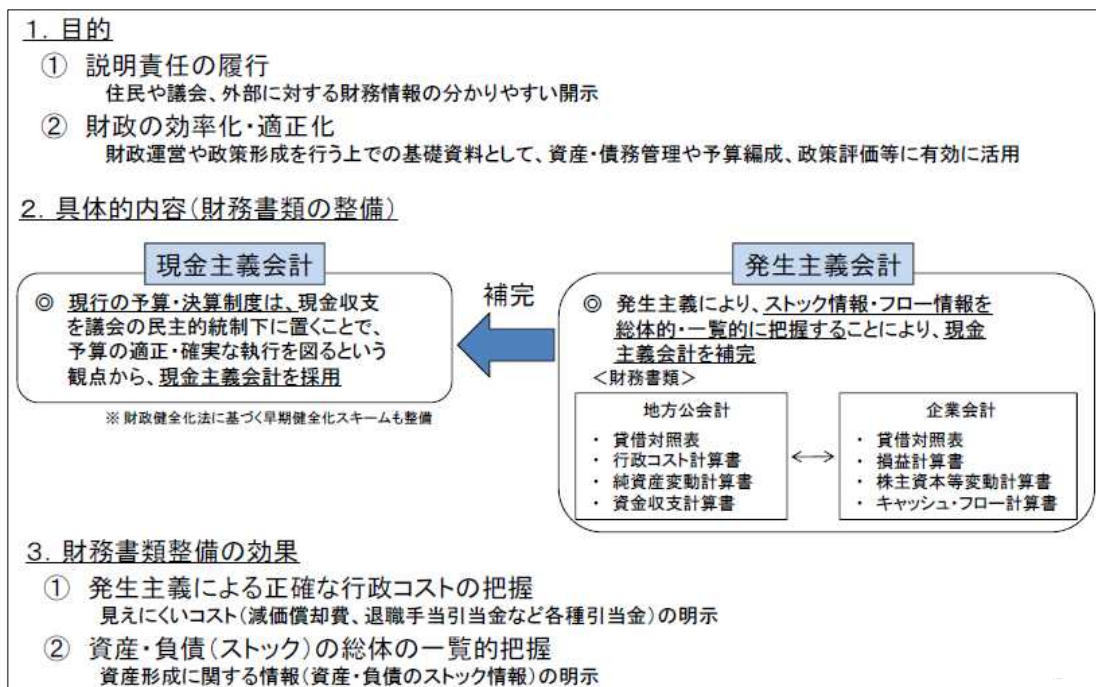 1．目的
① 説明責任の履行
住民や議会、外部に対する財務情報の分かりやすい開示
② 財政の効率化・適正化
財政運営や政策形成を行う上での基礎資料として、資産・債務管理や予算編成、政策評価等に有効に活用
2．具体的内容（財務書類の整備）
現金主義会計
◎ 現行の予算・決算制度は、現金収支
を議会の民主的統制下に置くことで、
予算の適正・確実な執行を図るという
観点から、現金主義会計を採用
※ 財政健全化法に基づく早期健全化スキームも整備
補完
発生主義会計
◎ 発生主義により、ストック情報・フロー情報を
総体的・一覧的に把握することにより、現金
主義会計を補完
＜財務書類＞
地方公会計
・ 貸借対照表
・ 行政コスト計算書
・ 純資産変動計算書
・ 資金収支計算書
企業会計
・ 貸借対照表
・ 損益計算書
・ 株主資本等変動計算書
・ キャッシュ・フロー計算書
3．財務書類整備の効果
① 発生主義による正確な行政コストの把握
見えにくいコスト（減価償却費、退職手当引当金など各種引当金）の明示
② 資産・負債（ストック）の総体の一覧的把握
資産形成に関する情報（資産・負債のストック情報）の明示